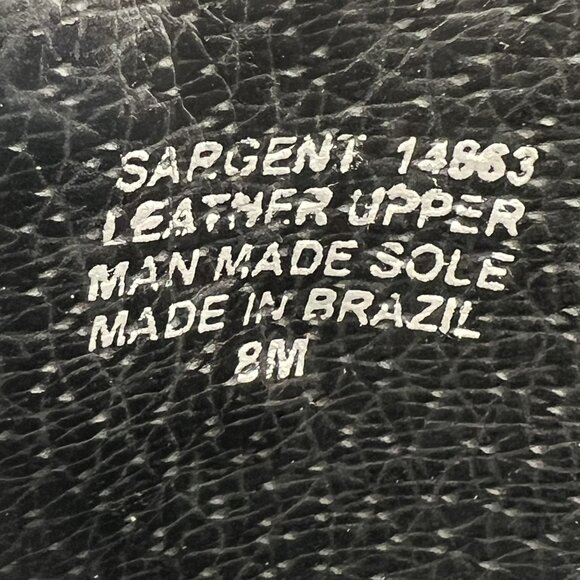 SARGENT 14863
LEATHER UPPER
MAN MADE SOLE
MADE IN BRAZIL
8M